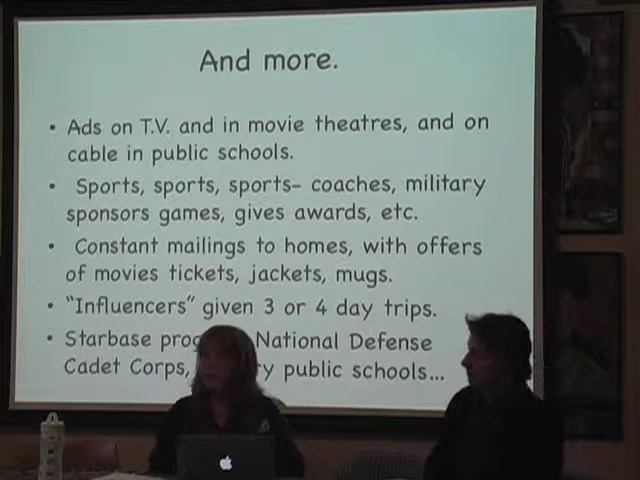 And more.
• Ads on T.V. and in movie theatres, and on
cable in public schools.
• Sports, sports, sports- coaches, military
sponsors games, gives awards, etc.
• Constant mailings to homes, with offers
of movies tickets, jackets, mugs.
• "Influencers" given 3 or 4 day trips.
• Starbase National Defense
Cadet Corps, public schools...